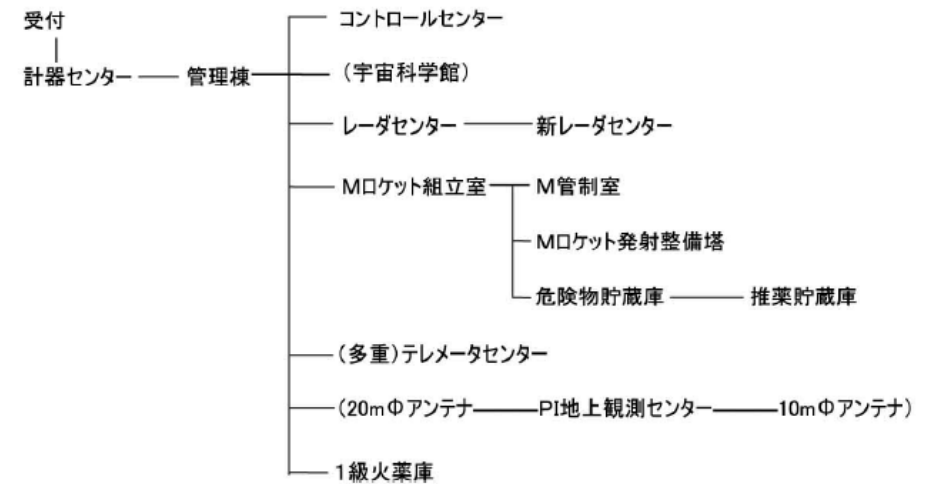 受付
コントロールセンター
計器センター 管理棟 (宇宙科学館)
レーダセンター 新レーダセンター
Mロケット組立室 M管制室
Mロケット発射整備塔
危険物貯蔵庫 推薬貯蔵庫
(多重)テレメータセンター
(20mΦアンテナ PI地上観測センター 10mΦアンテナ)
1級火薬庫